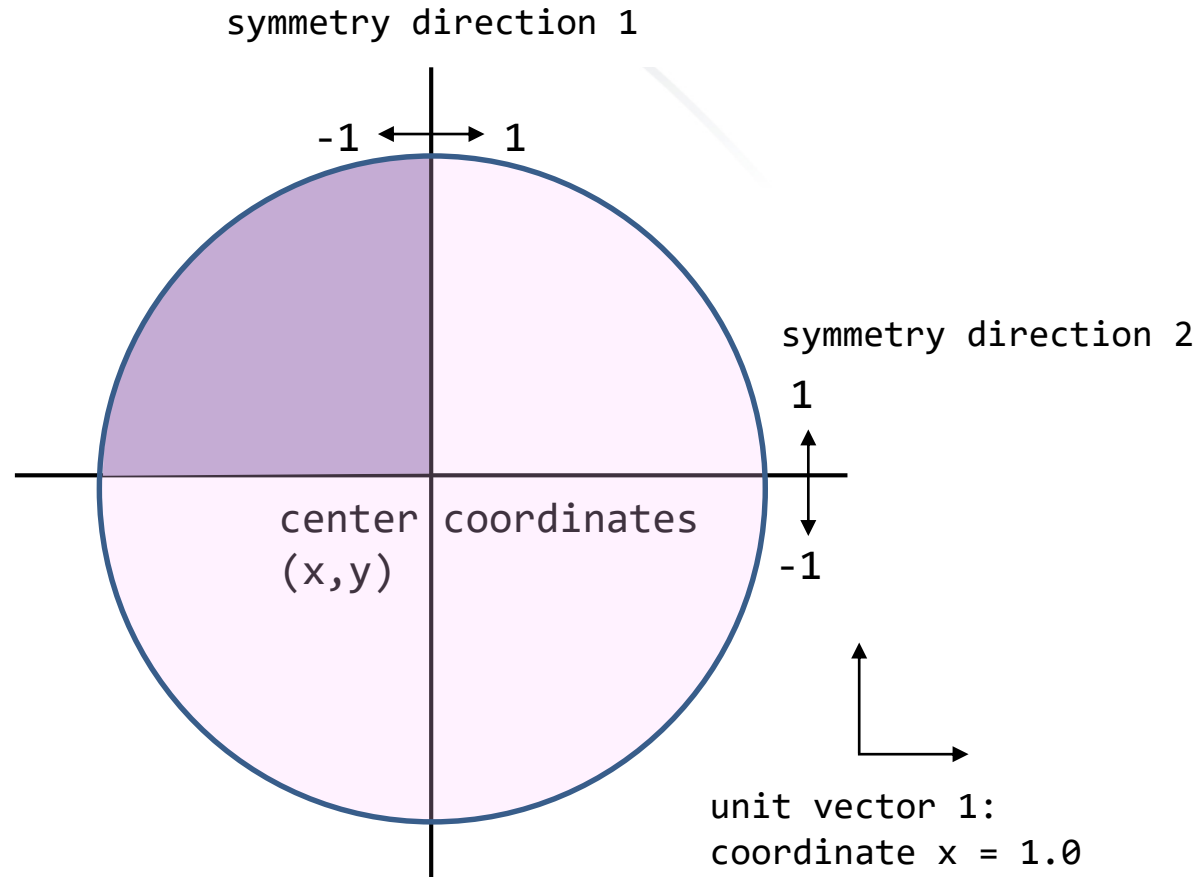 symmetry direction 1
-1
1
symmetry direction 2
1
-1
center coordinates
(x,y)
unit vector 1:
coordinate x = 1.0